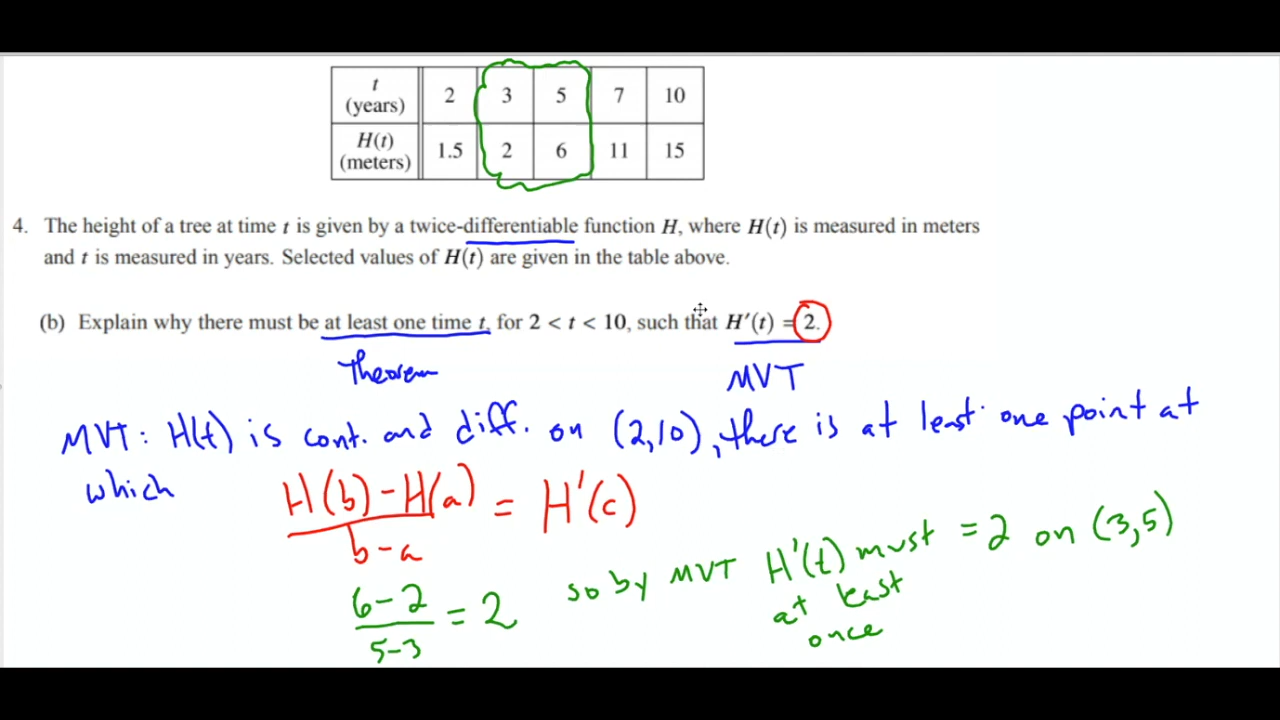 t (years) 2 3 5 7 10
H(t) (meters) 1.5 2 6 11 15
4. The height of a tree at time t is given by a twice-differentiable function H, where H(t) is measured in meters
and t is measured in years. Selected values of H(t) are given in the table above.
(b) Explain why there must be at least one time t, for 2 < t < 10, such that H′(t) = 2.
Theorem MVT
MVT: H(t) is cont. and diff. on (2,10), there is at least one point at
which
H(b)-H(a)
b-a
= H'(c)
6-2
5-3
= 2
so by MVT H'(t) must = 2 on (3,5)
at least
once